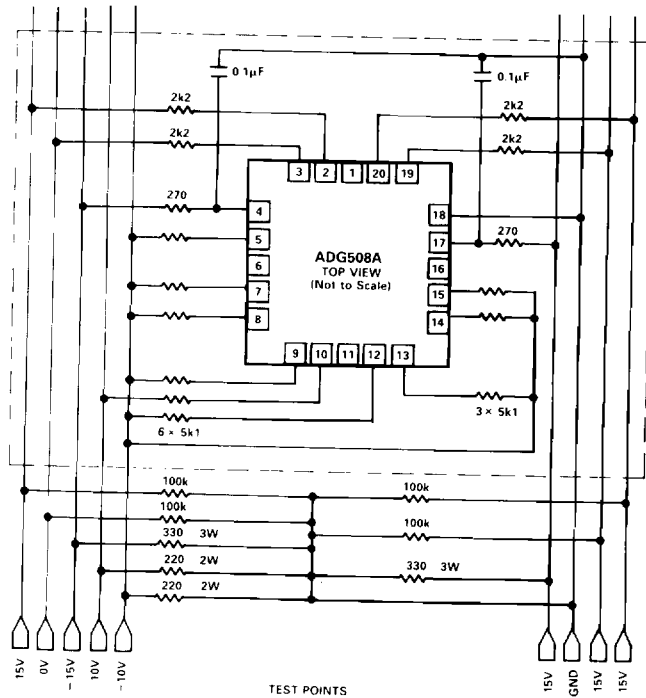 0.1µF
0.1µF
2k2
2k2
2k2
2k2
3
2
1
20
19
270
4
18
270
5
17
6
16
ADG508A
TOP VIEW
(Not to Scale)
7
15
8
14
9
10
11
12
13
6 × 5k1
3 × 5k1
100k
100k
100k
100k
330 3W
220 2W
330 3W
220 2W
15V
0V
-15V
10V
-10V
15V
GND
15V
15V
TEST POINTS